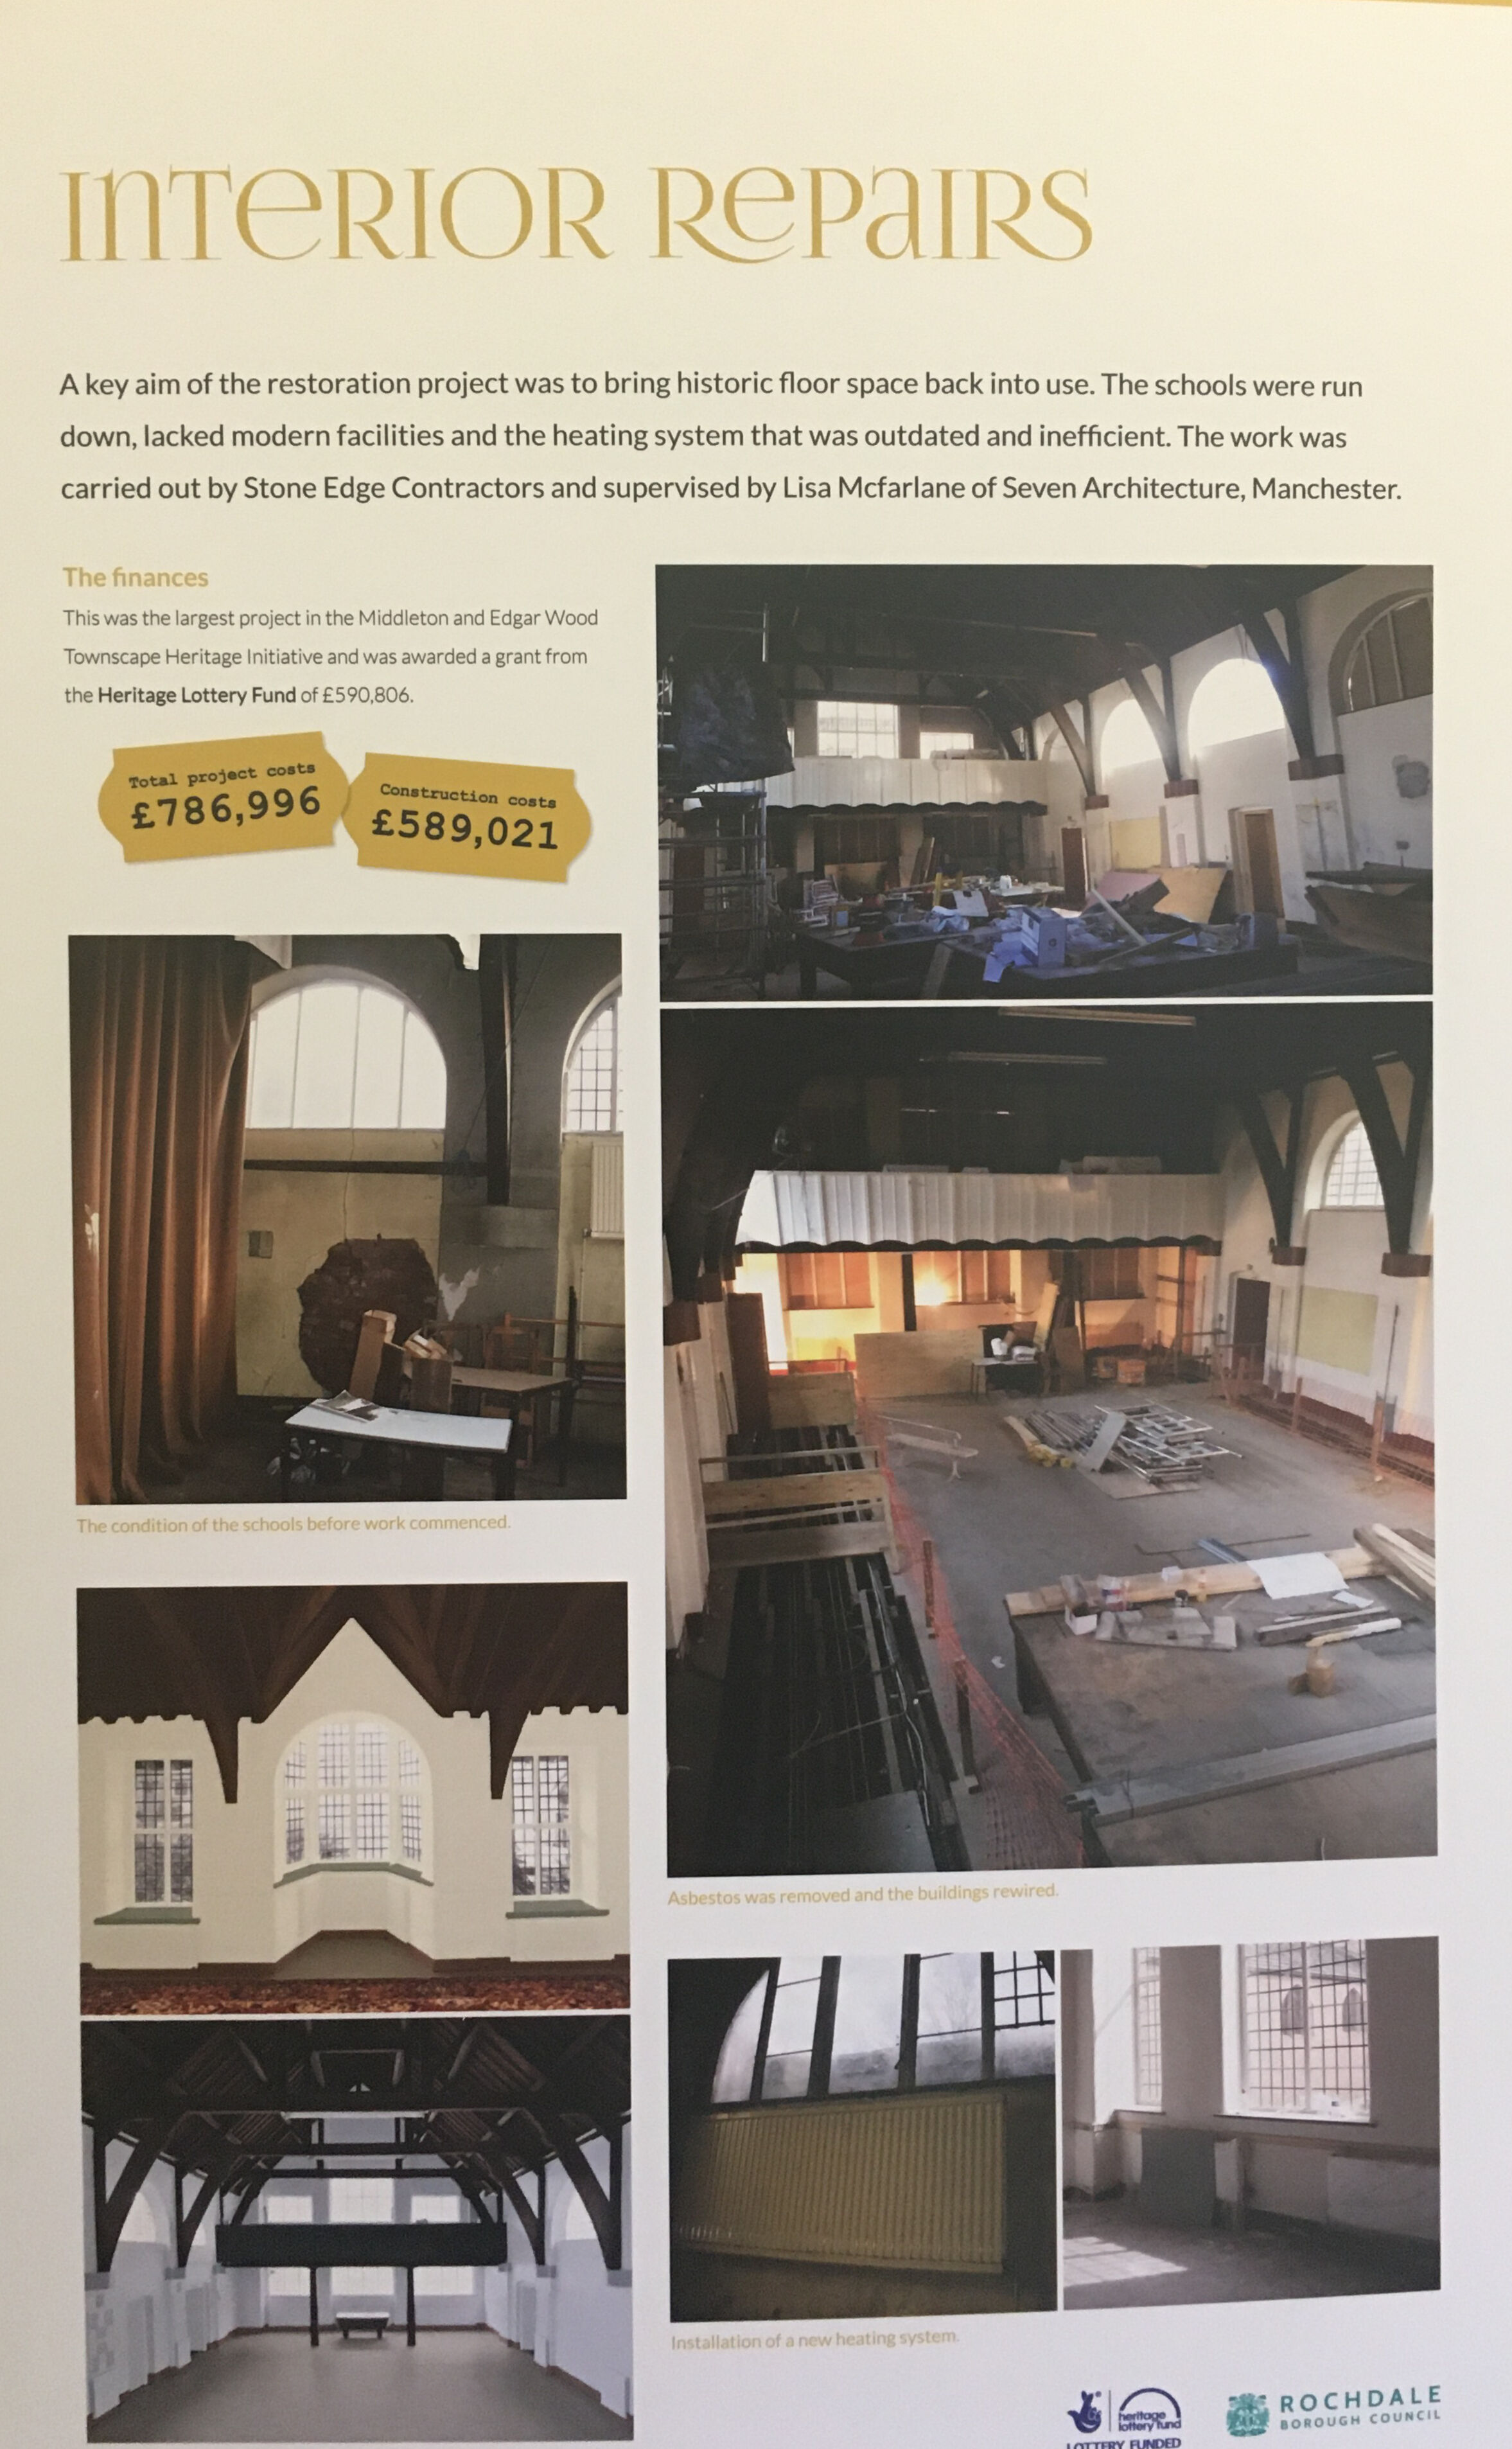 INTERIOR REPAIRS
A key aim of the restoration project was to bring historic floor space back into use. The schools were run
down, lacked modern facilities and the heating system that was outdated and inefficient. The work was
carried out by Stone Edge Contractors and supervised by Lisa Mcfarlane of Seven Architecture, Manchester.
The finances
This was the largest project in the Middleton and Edgar Wood
Townscape Heritage Initiative and was awarded a grant from
the Heritage Lottery Fund of £590,806.
Total project costs
£786,996
Construction costs
£589,021
The condition of the schools before work commenced.
Asbestos was removed and the buildings rewired.
Installation of a new heating system.
heritage
lottery fund
LOTTERY FUNDED
ROCHDALE
BOROUGH COUNCIL